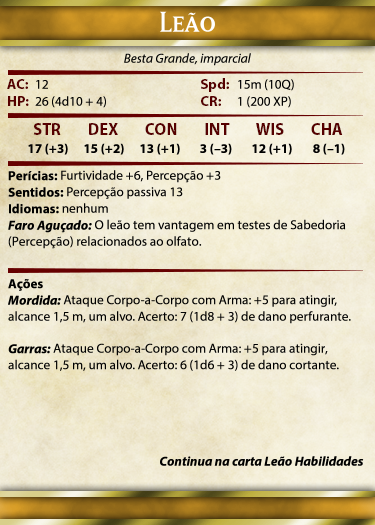 LEÃO
Besta Grande, imparcial
AC: 12 Spd: 15m (10Q)
HP: 26 (4d10 + 4) CR: 1 (200 XP)
STR DEX CON INT WIS CHA
17 (+3) 15 (+2) 13 (+1) 3 (–3) 12 (+1) 8 (–1)
Perícias: Furtividade +6, Percepção +3
Sentidos: Percepção passiva 13
Idiomas: nenhum
Faro Aguçado: O leão tem vantagem em testes de Sabedoria
(Percepção) relacionados ao olfato.
Ações
Mordida: Ataque Corpo-a-Corpo com Arma: +5 para atingir,
alcance 1,5 m, um alvo. Acerto: 7 (1d8 + 3) de dano perfurante.
Garras: Ataque Corpo-a-Corpo com Arma: +5 para atingir,
alcance 1,5 m, um alvo. Acerto: 6 (1d6 + 3) de dano cortante.
Continua na carta Leão Habilidades